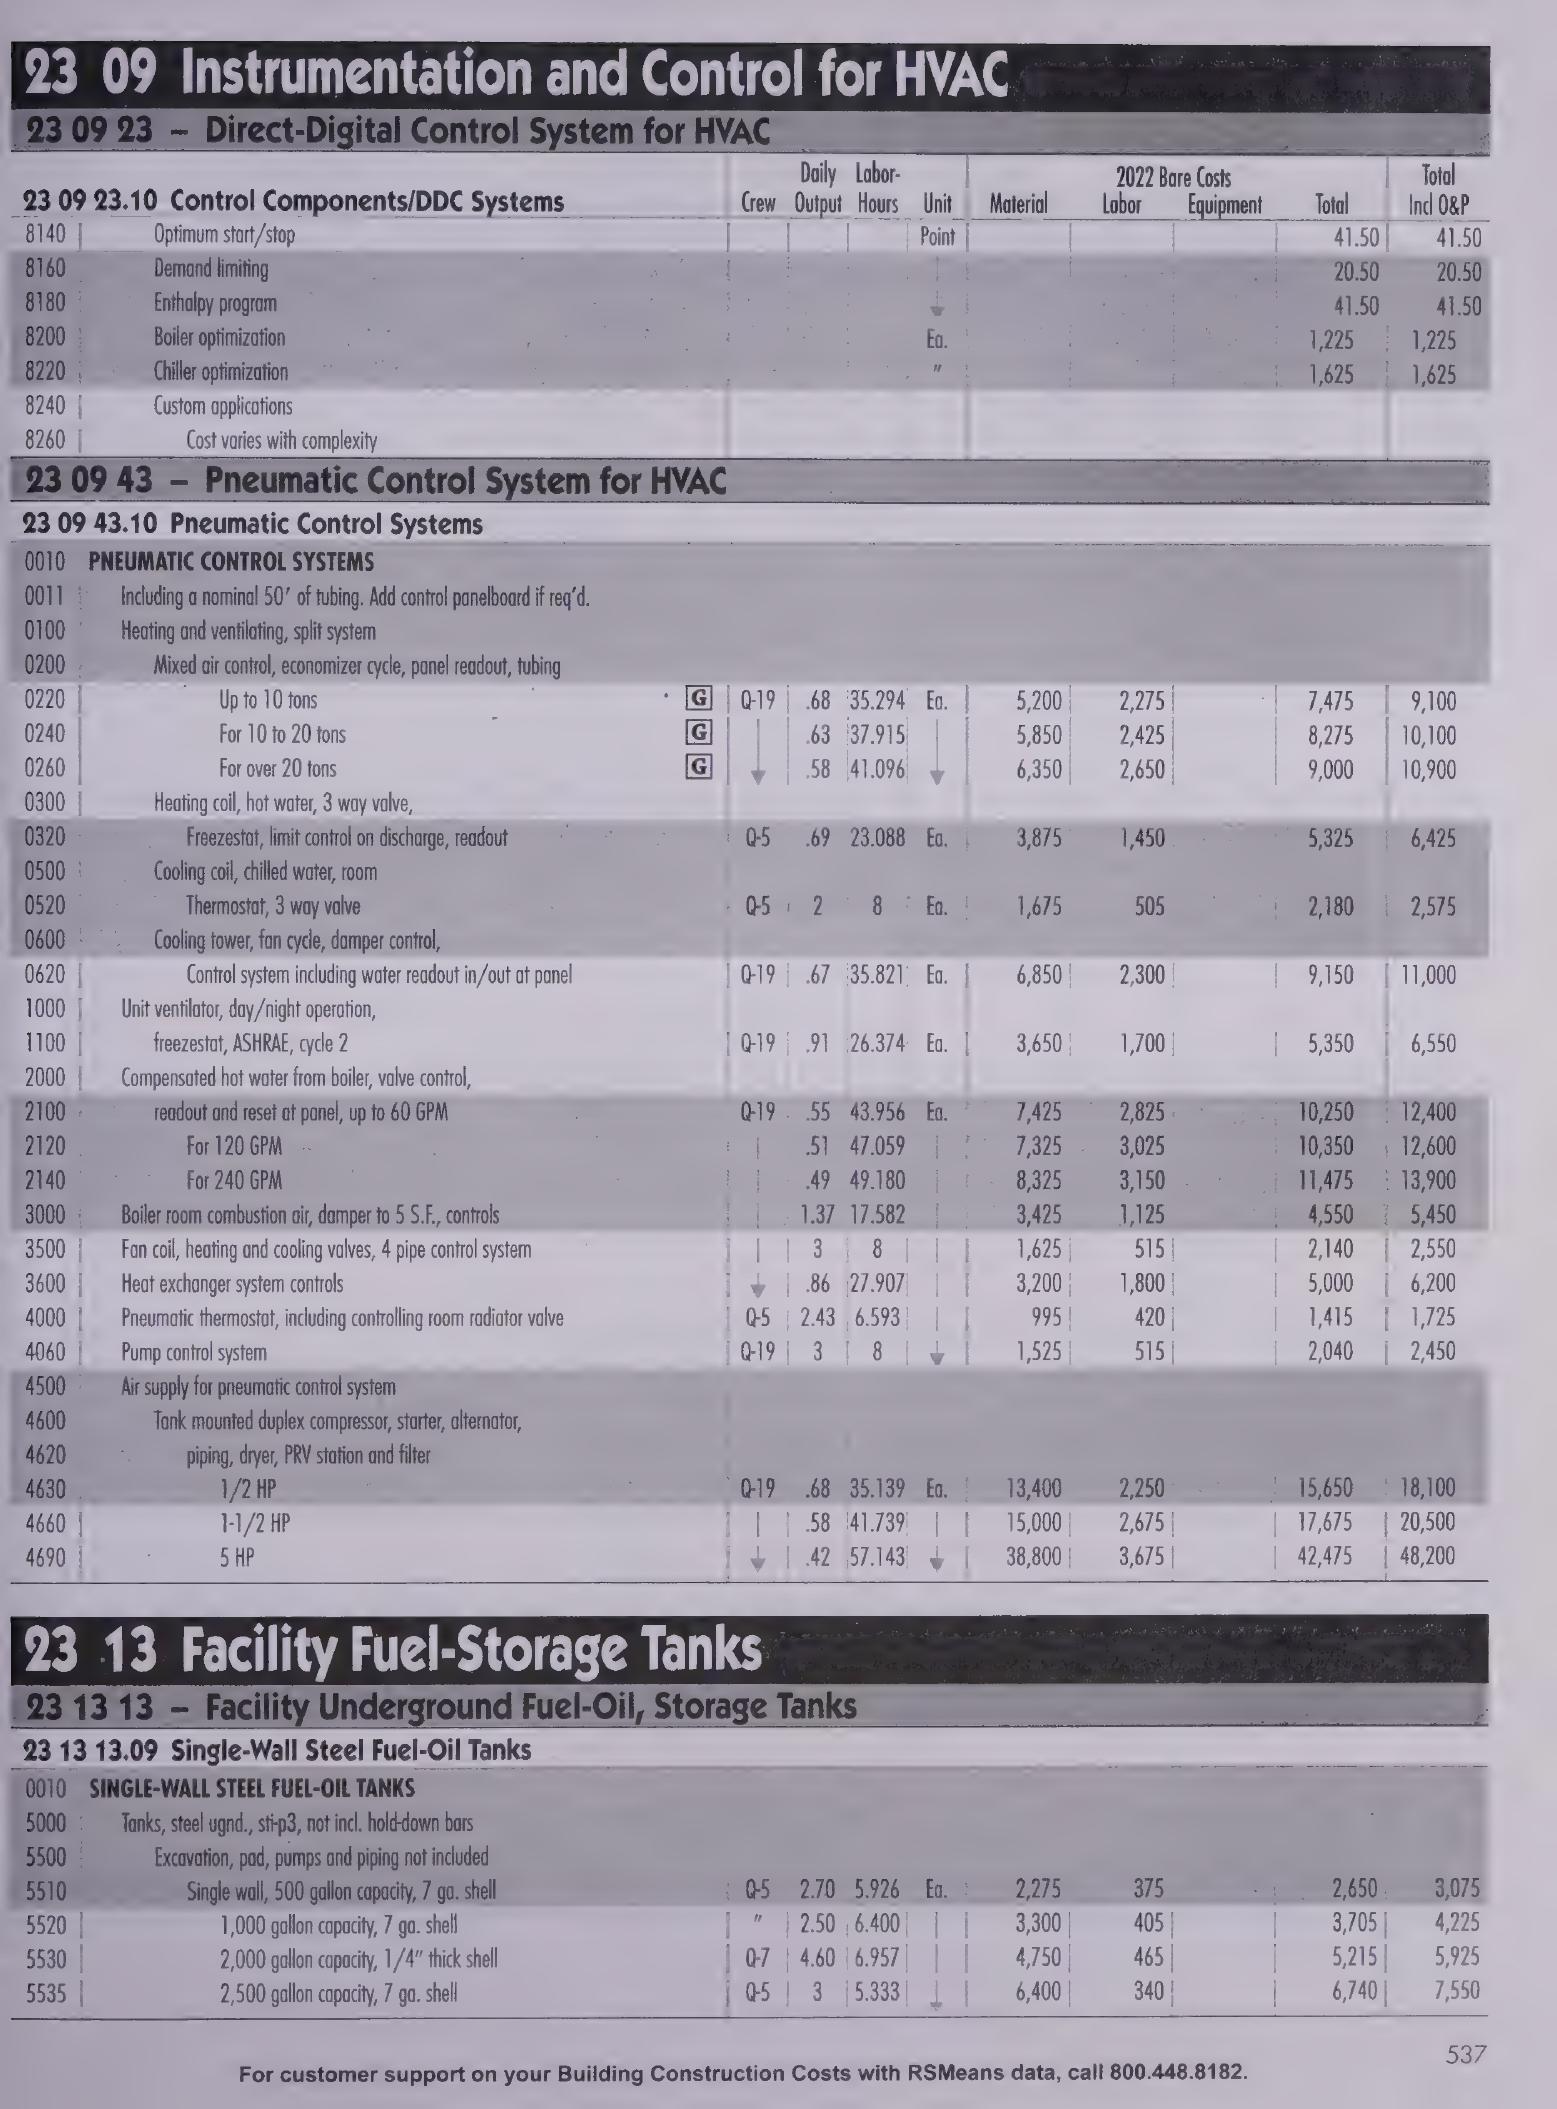 23 09 Instrumentation and Control for HVAC
23 09 23 – Direct-Digital Control System for HVAC
Daily Labor- 2022 Bare Costs Total
23 09 23.10 Control Components/DDC Systems Crew Output Hours Unit Material Labor Equipment Total Incl O&P
8140 Optimum start/stop Point 41.50 41.50
8160 Demand limiting 20.50 20.50
8180 Enthalpy program 41.50 41.50
8200 Boiler optimization Ea. 1,225 1,225
8220 Chiller optimization " 1,625 1,625
8240 Custom applications
8260 Cost varies with complexity
23 09 43 – Pneumatic Control System for HVAC
23 09 43.10 Pneumatic Control Systems
0010 PNEUMATIC CONTROL SYSTEMS
0011 Including a nominal 50′ of tubing. Add control panelboard if req'd.
0100 Heating and ventilating, split system
0200 Mixed air control, economizer cycle, panel readout, tubing
0220 Up to 10 tons G Q-19 .68 35.294 Ea. 5,200 2,275 7,475 9,100
0240 For 10 to 20 tons G .63 37.915 5,850 2,425 8,275 10,100
0260 For over 20 tons G .58 41.096 6,350 2,650 9,000 10,900
0300 Heating coil, hot water, 3 way valve,
0320 Freezestat, limit control on discharge, readout Q-5 .69 23.088 Ea. 3,875 1,450 5,325 6,425
0500 Cooling coil, chilled water, room
0520 Thermostat, 3 way valve Q-5 2 8 Ea. 1,675 505 2,180 2,575
0600 Cooling tower, fan cycle, damper control,
0620 Control system including water readout in/out at panel Q-19 .67 35.821 Ea. 6,850 2,300 9,150 11,000
1000 Unit ventilator, day/night operation,
1100 freezestat, ASHRAE, cycle 2 Q-19 .91 26.374 Ea. 3,650 1,700 5,350 6,550
2000 Compensated hot water from boiler, valve control,
2100 readout and reset at panel, up to 60 GPM Q-19 .55 43.956 Ea. 7,425 2,825 10,250 12,400
2120 For 120 GPM .51 47.059 7,325 3,025 10,350 12,600
2140 For 240 GPM .49 49.180 8,325 3,150 11,475 13,900
3000 Boiler room combustion air, damper to 5 S.F., controls 1.37 17.582 3,425 1,125 4,550 5,450
3500 Fan coil, heating and cooling valves, 4 pipe control system 3 8 1,625 515 2,140 2,550
3600 Heat exchanger system controls .86 27.907 3,200 1,800 5,000 6,200
4000 Pneumatic thermostat, including controlling room radiator valve Q-5 2.43 6.593 995 420 1,415 1,725
4060 Pump control system Q-19 3 8 1,525 515 2,040 2,450
4500 Air supply for pneumatic control system
4600 Tank mounted duplex compressor, starter, alternator,
4620 piping, dryer, PRV station and filter
4630 1/2 HP Q-19 .68 35.139 Ea. 13,400 2,250 15,650 18,100
4660 1-1/2 HP .58 41.739 15,000 2,675 17,675 20,500
4690 5 HP .42 57.143 38,800 3,675 42,475 48,200
23 13 Facility Fuel-Storage Tanks
23 13 13 – Facility Underground Fuel-Oil, Storage Tanks
23 13 13.09 Single-Wall Steel Fuel-Oil Tanks
0010 SINGLE-WALL STEEL FUEL-OIL TANKS
5000 Tanks, steel ugnd., sti-p3, not incl. hold-down bars
5500 Excavation, pad, pumps and piping not included
5510 Single wall, 500 gallon capacity, 7 ga. shell Q-5 2.70 5.926 Ea. 2,275 375 2,650 3,075
5520 1,000 gallon capacity, 7 ga. shell " 2.50 6.400 3,300 405 3,705 4,225
5530 2,000 gallon capacity, 1/4″ thick shell Q-7 4.60 6.957 4,750 465 5,215 5,925
5535 2,500 gallon capacity, 7 ga. shell Q-5 3 5.333 6,400 340 6,740 7,550
For customer support on your Building Construction Costs with RSMeans data, call 800.448.8182.
537